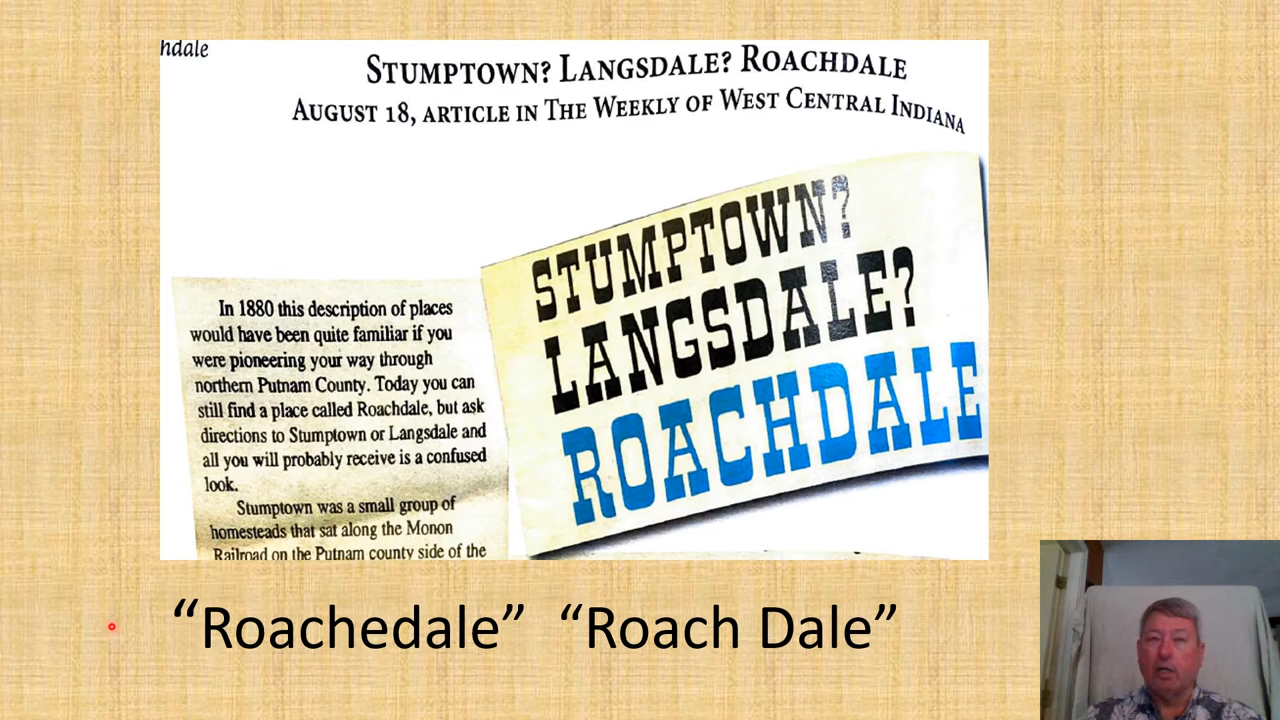 hdale
STUMPTOWN? LANGSDALE? ROACHDALE
AUGUST 18, ARTICLE IN THE WEEKLY OF WEST CENTRAL INDIANA
STUMPTOWN?
LANGSDALE?
ROACHDALE
In 1880 this description of places
would have been quite familiar if you
were pioneering your way through
northern Putnam County. Today you can
still find a place called Roachdale, but ask
directions to Stumptown or Langsdale and
all you will probably receive is a confused
look.
Stumptown was a small group of
homesteads that sat along the Monon
Railroad on the Putnam county side of the
“Roachedale” “Roach Dale”